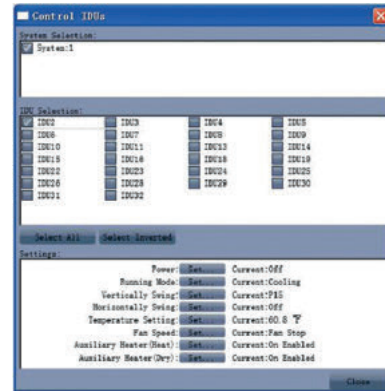 Control IDUs
System Selection:
System:1
IDU Selection:
IDU2 IDU3 IDU4 IDU5
IDU6 IDU7 IDU8 IDU9
IDU10 IDU11 IDU13 IDU14
IDU15 IDU16 IDU18 IDU19
IDU22 IDU23 IDU24 IDU25
IDU26 IDU28 IDU29 IDU30
IDU31 IDU32
Select All Select Inverted
Settings:
Power: Set... Current:Off
Running Mode: Set... Current:Cooling
Vertically Swing: Set... Current:P15
Horizontally Swing: Set... Current:Off
Temperature Setting: Set... Current:60.8 ℉
Fan Speed: Set... Current:Fan Stop
Auxiliary Heater(Heat): Set... Current:On Enabled
Auxiliary Heater(Dry): Set... Current:On Enabled
Close